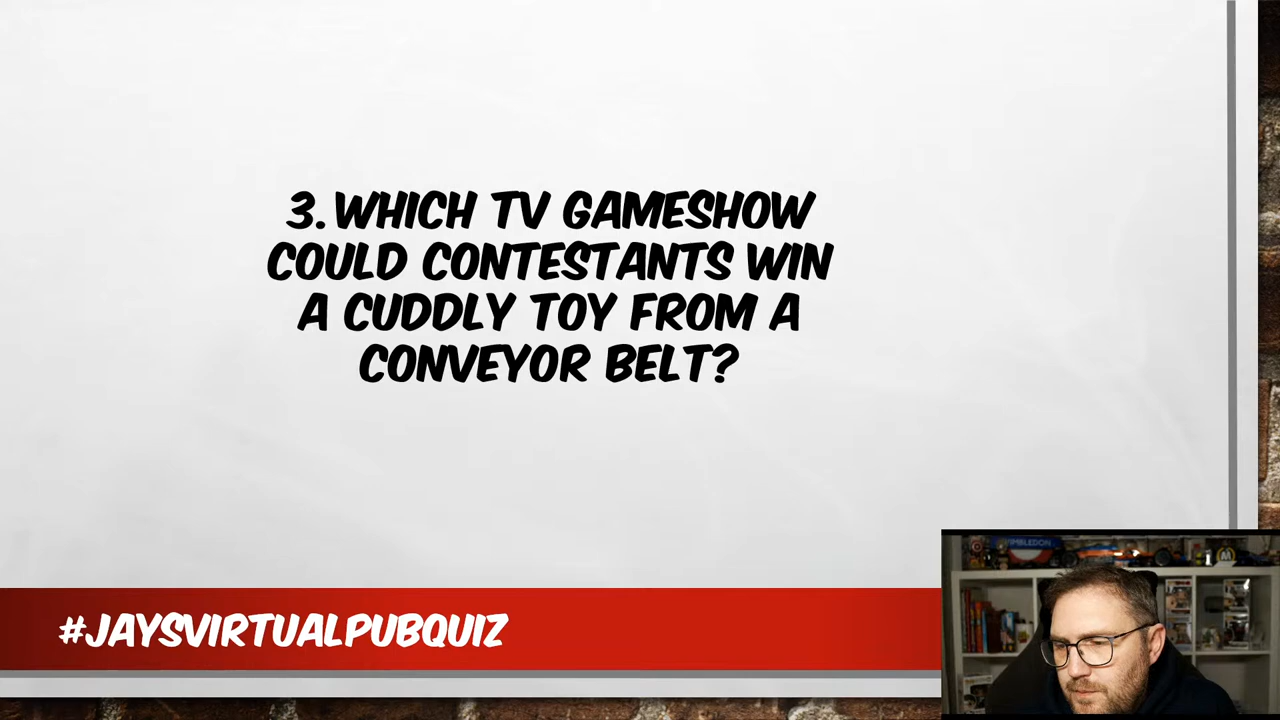 3. WHICH TV GAMESHOW
COULD CONTESTANTS WIN
A CUDDLY TOY FROM A
CONVEYOR BELT?
#JAYSVIRTUALPUBQUIZ